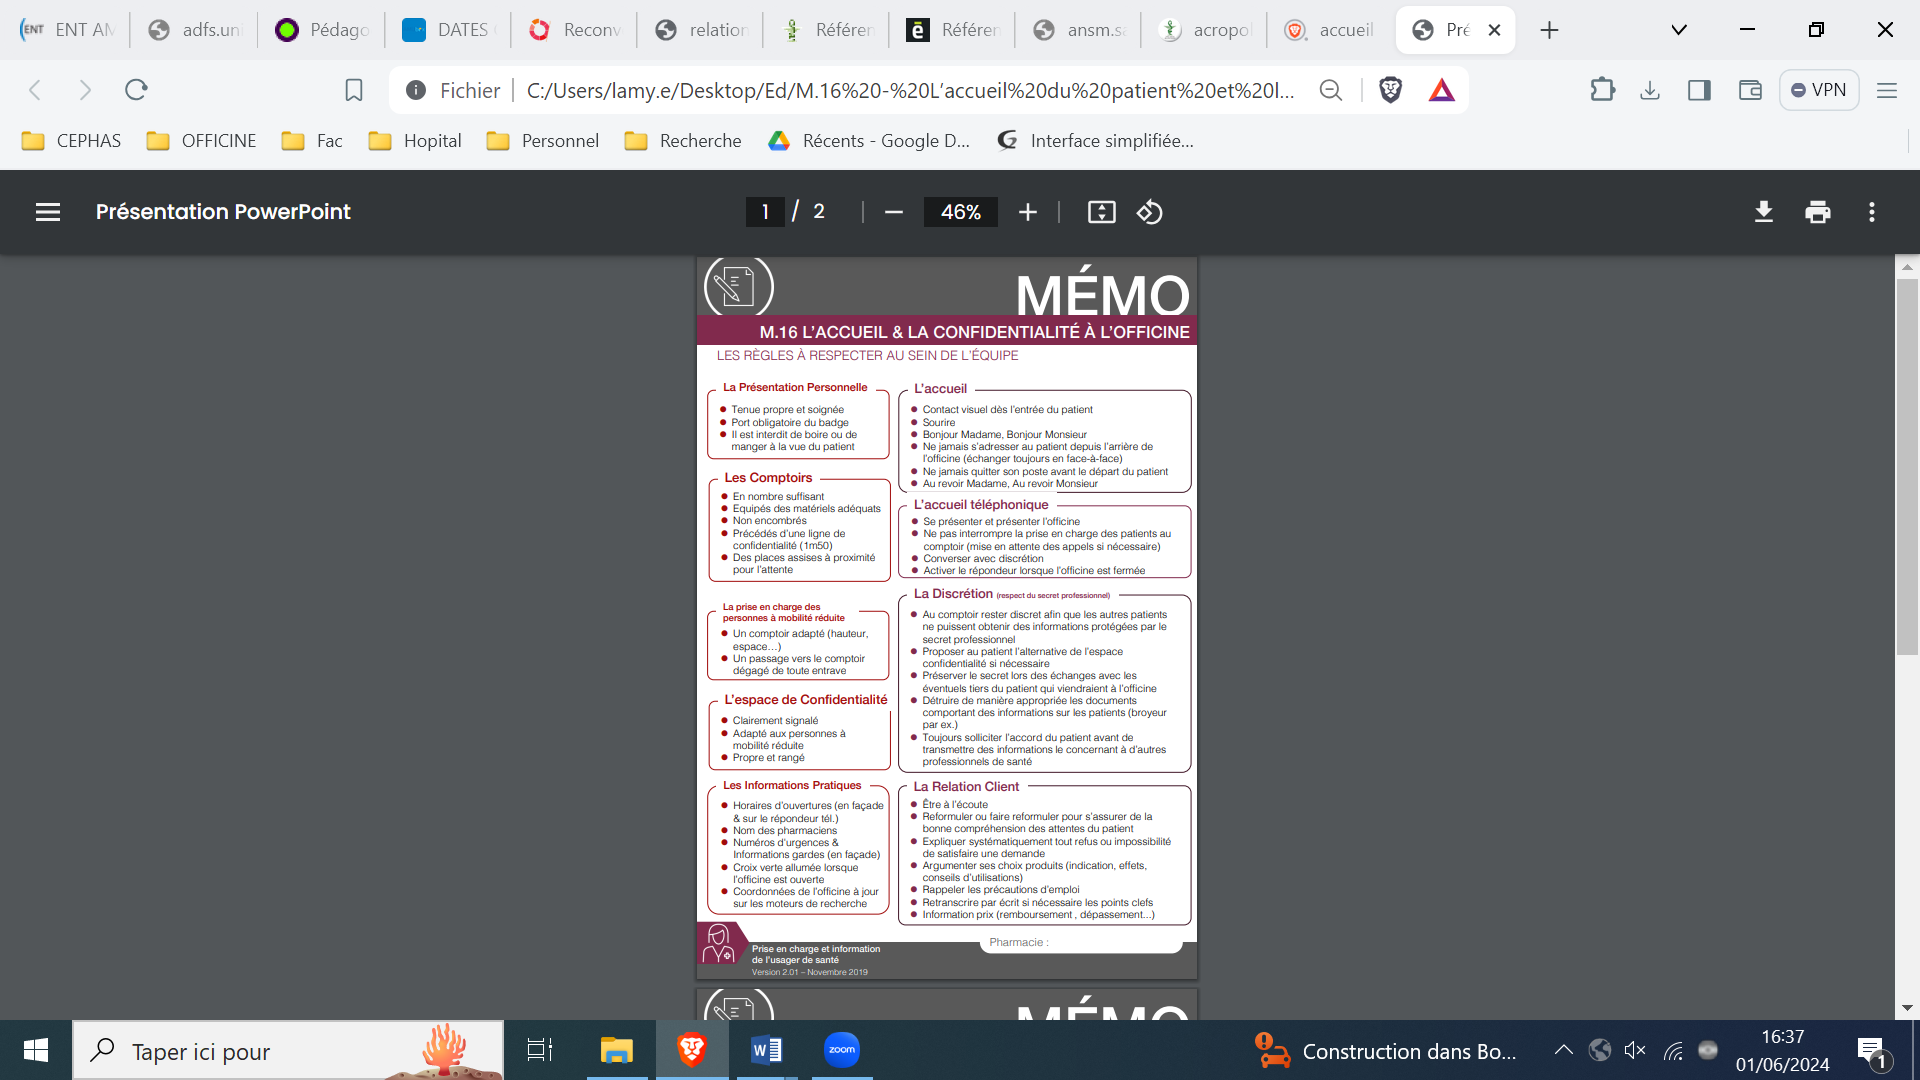 ENT AM
adfs.uni
Pédago
DATES
Reconv
relation
Référen
Référen
ansm.sa
acropol
accueil
Pré
Fichier
C:/Users/lamy.e/Desktop/Ed/M.16%20-%20L'accueil%20du%20patient%20et%20l...
VPN
CEPHAS
OFFICINE
Fac
Hopital
Personnel
Recherche
Récents - Google D...
Interface simplifiée...
Présentation PowerPoint
1 / 2
46%
MÉMO
M.16 L'ACCUEIL & LA CONFIDENTIALITÉ À L'OFFICINE
LES RÈGLES À RESPECTER AU SEIN DE L'ÉQUIPE
La Présentation Personnelle
Tenue propre et soignée
Port obligatoire du badge
Il est interdit de boire ou de
manger à la vue du patient
Les Comptoirs
En nombre suffisant
Equipés des matériels adéquats
Non encombrés
Précédés d'une ligne de
confidentialité (1m50)
Des places assises à proximité
pour l'attente
La prise en charge des
personnes à mobilité réduite
Un comptoir adapté (hauteur,
espace...)
Un passage vers le comptoir
dégagé de toute entrave
L'espace de Confidentialité
Clairement signalé
Adapté aux personnes à
mobilité réduite
Propre et rangé
Les Informations Pratiques
Horaires d'ouvertures (en façade
& sur le répondeur tél.)
Nom des pharmaciens
Numéros d'urgences &
Informations gardes (en façade)
Croix verte allumée lorsque
l'officine est ouverte
Coordonnées de l'officine à jour
sur les moteurs de recherche
L'accueil
Contact visuel dès l'entrée du patient
Sourire
Bonjour Madame, Bonjour Monsieur
Ne jamais s'adresser au patient depuis l'arrière de
l'officine (échanger toujours en face-à-face)
Ne jamais quitter son poste avant le départ du patient
Au revoir Madame, Au revoir Monsieur
L'accueil téléphonique
Se présenter et présenter l'officine
Ne pas interrompre la prise en charge des patients au
comptoir (mise en attente des appels si nécessaire)
Converser avec discrétion
Activer le répondeur lorsque l'officine est fermée
La Discrétion (respect du secret professionnel)
Au comptoir rester discret afin que les autres patients
ne puissent obtenir des informations protégées par le
secret professionnel
Proposer au patient l'alternative de l'espace
confidentialité si nécessaire
Préserver le secret lors des échanges avec les
éventuels tiers du patient qui viendraient à l'officine
Détruire de manière appropriée les documents
comportant des informations sur les patients (broyeur
par ex.)
Toujours solliciter l'accord du patient avant de
transmettre des informations le concernant à d'autres
professionnels de santé
La Relation Client
Être à l'écoute
Reformuler ou faire reformuler pour s'assurer de la
bonne compréhension des attentes du patient
Expliquer systématiquement tout refus ou impossibilité
de satisfaire une demande
Argumenter ses choix produits (indication, effets,
conseils d'utilisations)
Rappeler les précautions d'emploi
Retranscrire par écrit si nécessaire les points clefs
Information prix (remboursement , dépassement...)
Prise en charge et information
de l'usager de santé
Version 2.01 – Novembre 2019
Pharmacie :
MÉMO
Taper ici pour
zoom
Construction dans Bo...
16:37
01/06/2024
1